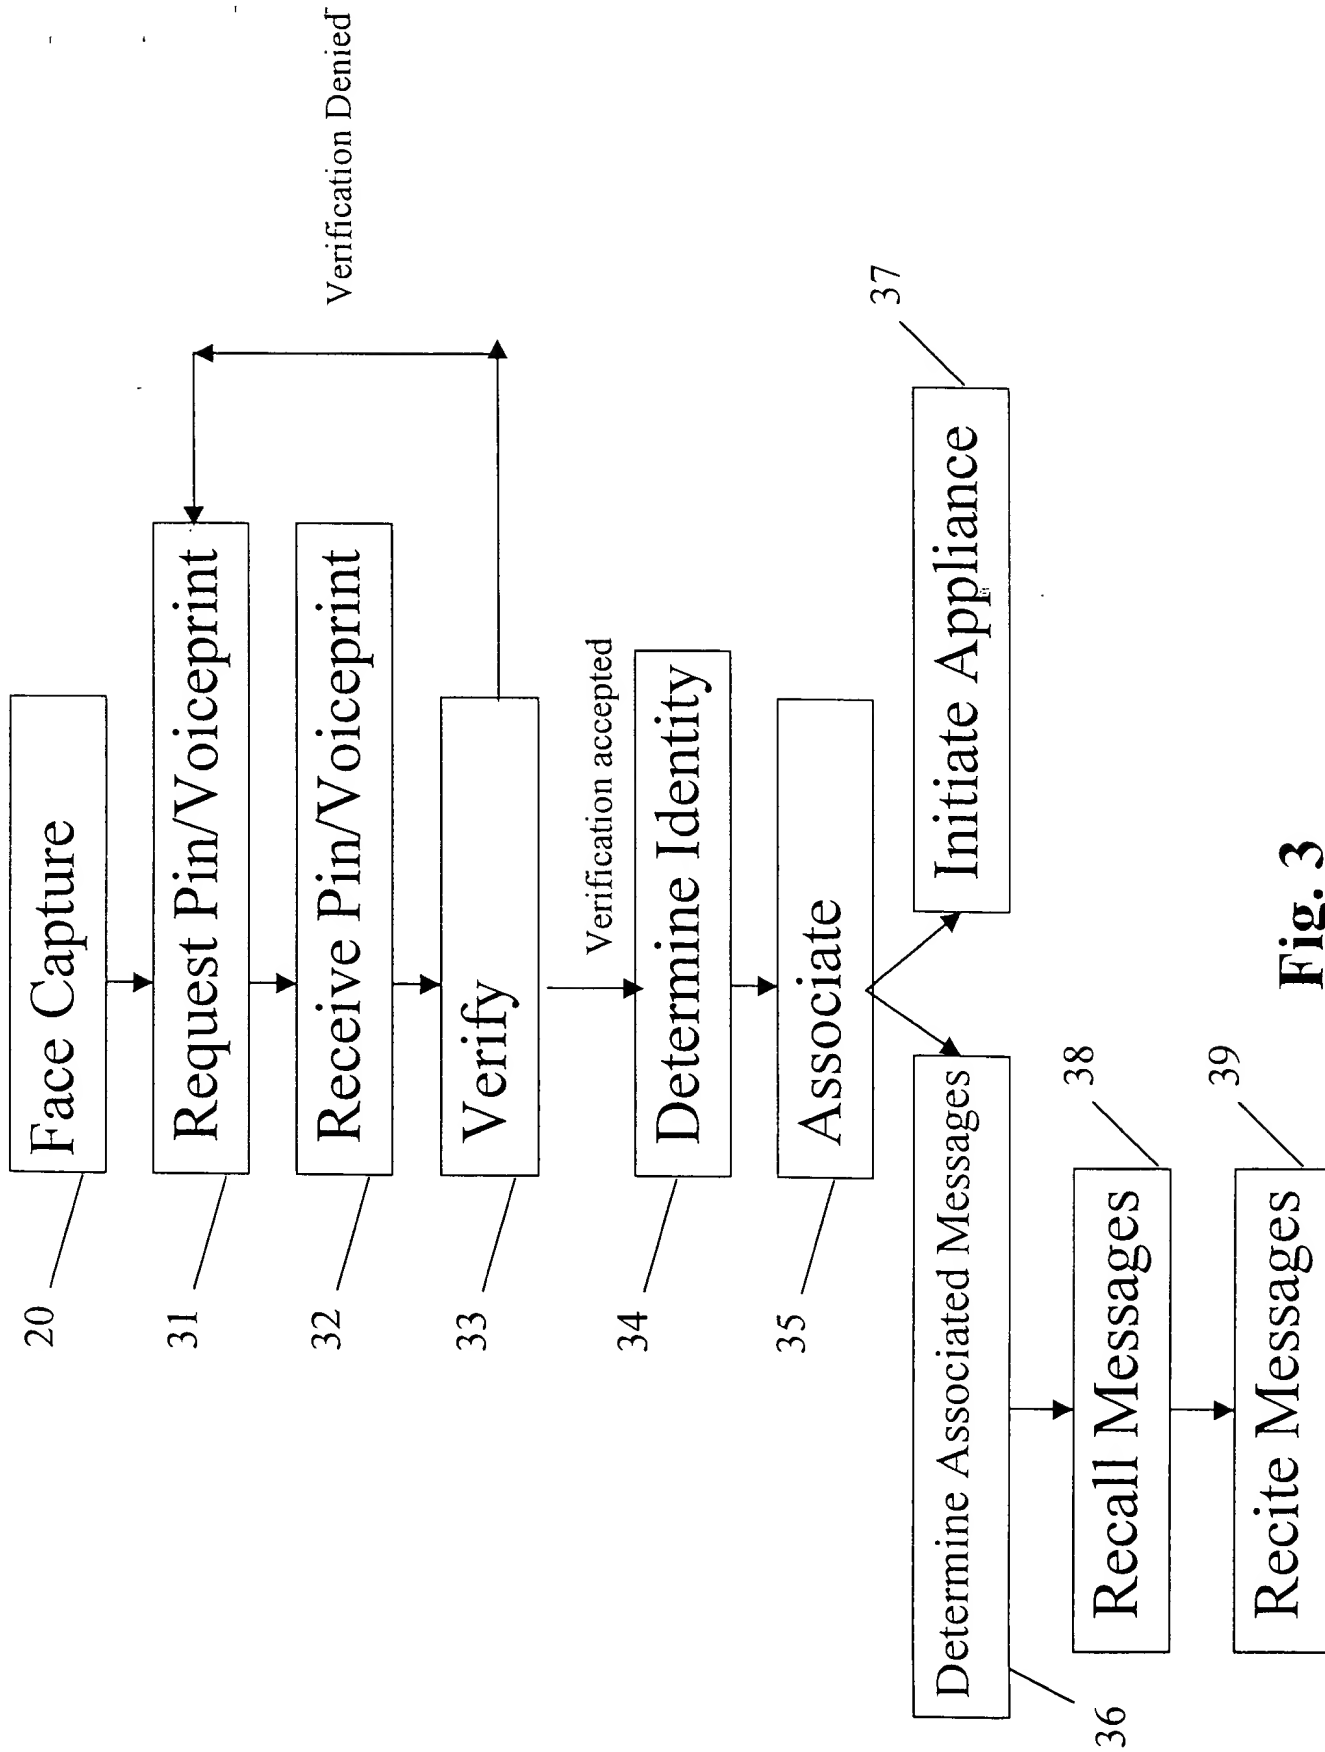 20
Face Capture
31
Request Pin/Voiceprint
Verification Denied
32
Receive Pin/Voiceprint
33
Verify
Verification accepted
34
Determine Identity
35
Associate
36
Determine Associated Messages
Initiate Appliance
37
Recall Messages
38
Recite Messages
39
Fig. 3